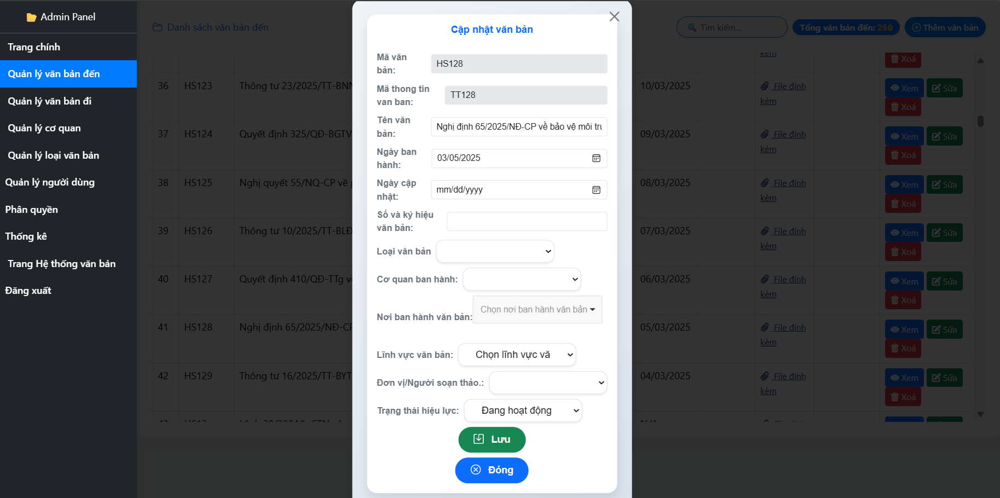 Admin Panel
Trang chính
Quản lý văn bản đến
Quản lý văn bản đi
Quản lý cơ quan
Quản lý loại văn bản
Quản lý người dùng
Phân quyền
Thống kê
Trang Hệ thống văn bản
Đăng xuất
Danh sách văn bản đến
Tìm kiếm...
Tổng văn bản đến: 250
Thêm văn bản
kèm
Xoá
36 HS123 Thông tư 23/2025/TT-BNN 10/03/2025 File đính kèm Xem Sửa Xoá
37 HS124 Quyết định 325/QĐ-BGTV 09/03/2025 File đính kèm Xem Sửa Xoá
38 HS125 Nghị quyết 55/NQ-CP về 08/03/2025 File đính kèm Xem Sửa Xoá
39 HS126 Thông tư 10/2025/TT-BLĐ 07/03/2025 File đính kèm Xem Sửa Xoá
40 HS127 Quyết định 410/QĐ-TTg về 06/03/2025 File đính kèm Xem Sửa Xoá
41 HS128 Nghị định 65/2025/NĐ-CP 05/03/2025 File đính kèm Xem Sửa Xoá
42 HS129 Thông tư 16/2025/TT-BYT 04/03/2025 File đính kèm Xem Sửa Xoá
Cập nhật văn bản
Mã văn bản: HS128
Mã thong tin van ban: TT128
Tên văn bản: Nghị định 65/2025/NĐ-CP về bảo vệ môi trư
Ngày ban hành: 03/05/2025
Ngày cập nhật: mm/dd/yyyy
Số và ký hiệu văn bản:
Loại văn bản
Cơ quan ban hành:
Nơi ban hành văn bản: Chọn nơi ban hành văn bản
Lĩnh vực văn bản: Chọn lĩnh vực vă
Đơn vị/Người soạn thảo.:
Trạng thái hiệu lực: Đang hoạt động
Lưu
Đóng